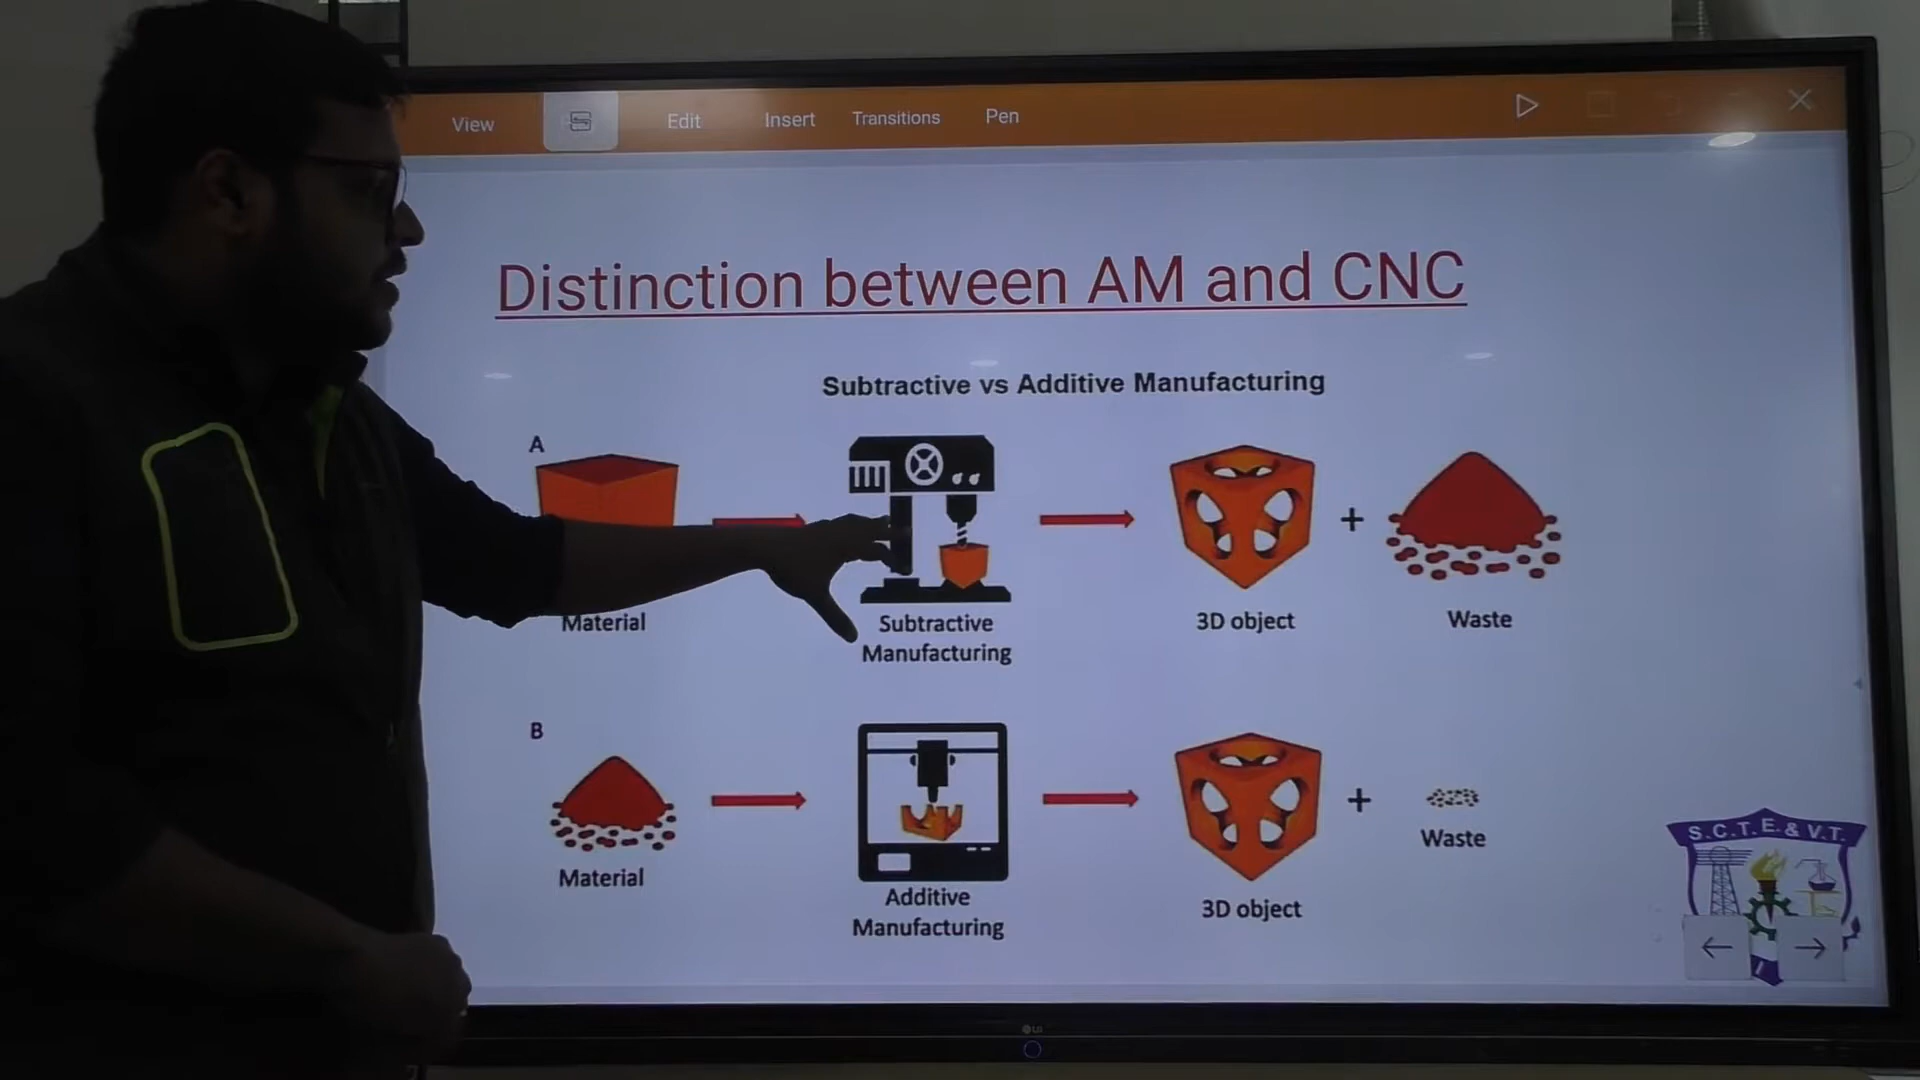 View
Edit
Insert
Transitions
Pen
Distinction between AM and CNC
Subtractive vs Additive Manufacturing
A
Material
Subtractive
Manufacturing
3D object
+
Waste
B
Material
Additive
Manufacturing
3D object
+
Waste
S.C.T.E.&V.T.